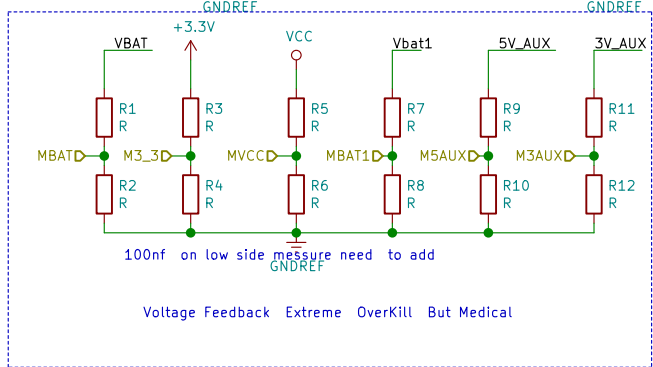 GNDREF GNDREF
+3.3V
VBAT VCC Vbat1 5V_AUX 3V_AUX
R1 R3 R5 R7 R9 R11
R R R R R R
MBAT M3_3 MVCC MBAT1 M5AUX M3AUX
R2 R4 R6 R8 R10 R12
R R R R R R
100nf on low side messure need to add
GNDREF
Voltage Feedback Extreme OverKill But Medical